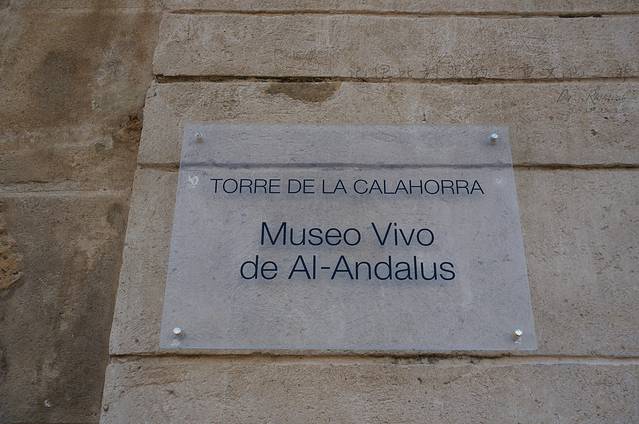 TORRE DE LA CALAHORRA
Museo Vivo
de Al-Andalus